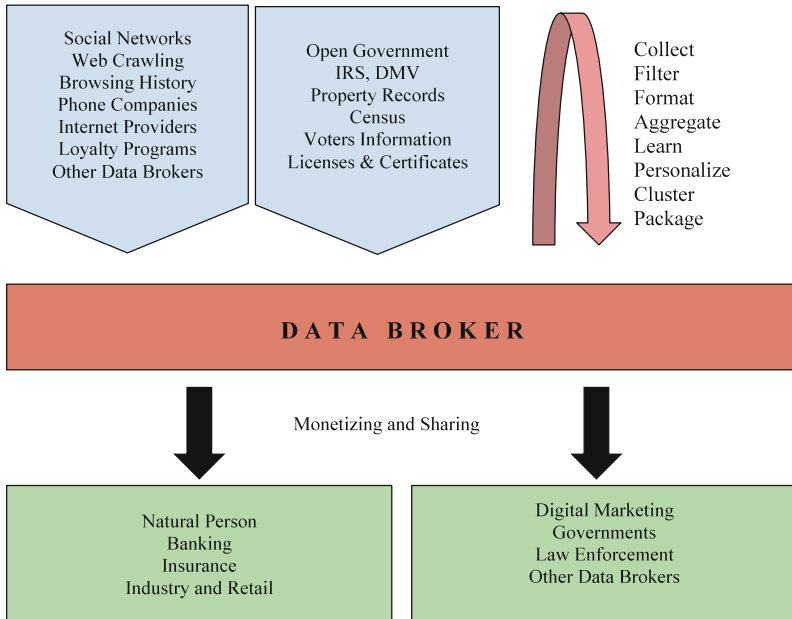 Social Networks
Web Crawling
Browsing History
Phone Companies
Internet Providers
Loyalty Programs
Other Data Brokers
Open Government
IRS, DMV
Property Records
Census
Voters Information
Licenses & Certificates
Collect
Filter
Format
Aggregate
Learn
Personalize
Cluster
Package
DATA BROKER
Monetizing and Sharing
Natural Person
Banking
Insurance
Industry and Retail
Digital Marketing
Governments
Law Enforcement
Other Data Brokers